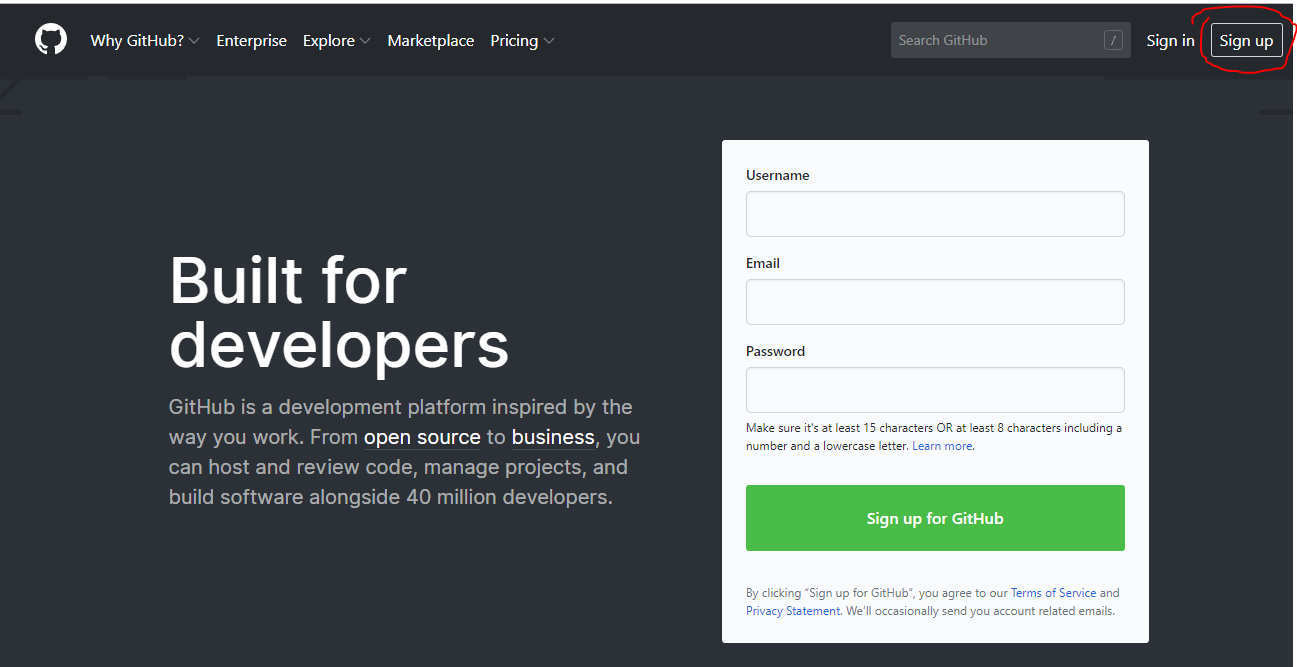 Why GitHub? Enterprise Explore Marketplace Pricing Search GitHub / Sign in Sign up
Built for
developers
GitHub is a development platform inspired by the
way you work. From open source to business, you
can host and review code, manage projects, and
build software alongside 40 million developers.
Username
Email
Password
Make sure it's at least 15 characters OR at least 8 characters including a
number and a lowercase letter. Learn more.
Sign up for GitHub
By clicking “Sign up for GitHub”, you agree to our Terms of Service and
Privacy Statement. We’ll occasionally send you account related emails.